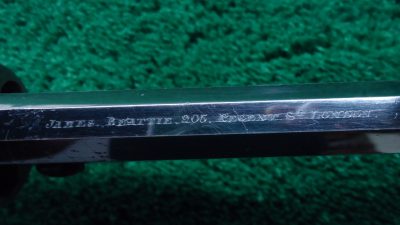 JAMES. BEATTIE. 205, REGENT ST LONDON.